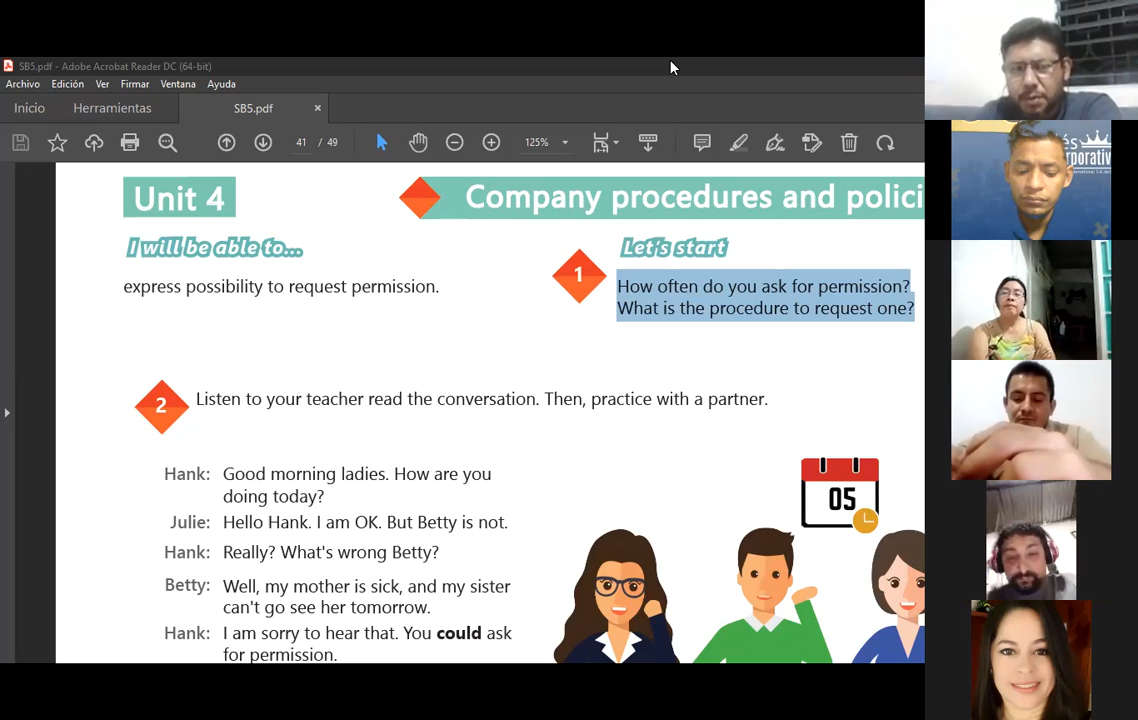 SB5.pdf - Adobe Acrobat Reader DC (64-bit)
Archivo Edición Ver Firmar Ventana Ayuda
Inicio Herramientas SB5.pdf ×
41 / 49 125%
Unit 4 Company procedures and polici
I will be able to... Let's start
express possibility to request permission.
1 How often do you ask for permission?
What is the procedure to request one?
2 Listen to your teacher read the conversation. Then, practice with a partner.
Hank: Good morning ladies. How are you
doing today?
Julie: Hello Hank. I am OK. But Betty is not.
Hank: Really? What's wrong Betty?
Betty: Well, my mother is sick, and my sister
can't go see her tomorrow.
Hank: I am sorry to hear that. You could ask
for permission.
05
és
orporativ